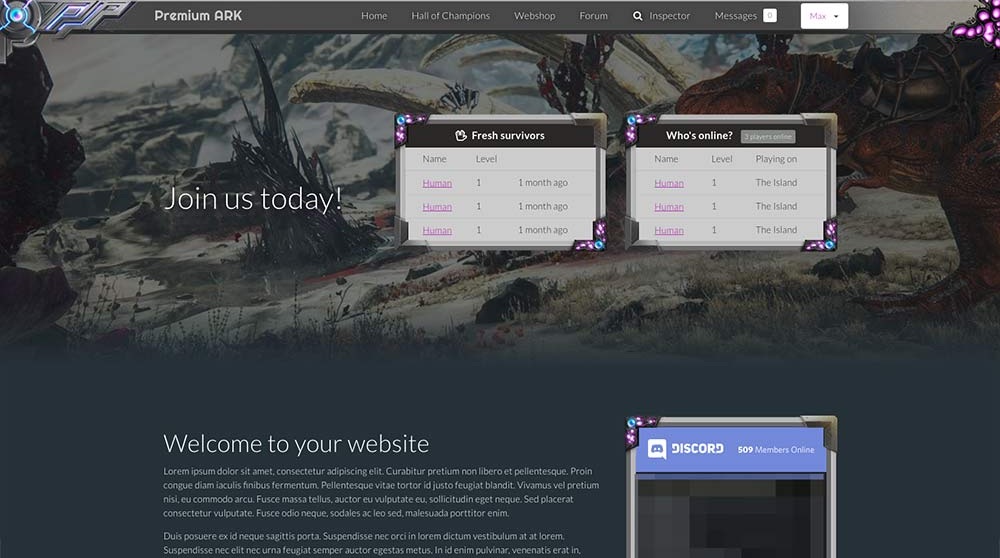 Premium ARK
Home Hall of Champions Webshop Forum Inspector Messages 0 Max
Join us today!
Fresh survivors
Name Level
Human 1 1 month ago
Human 1 1 month ago
Human 1 1 month ago
Who's online? 3 players online
Name Level Playing on
Human 1 The Island
Human 1 The Island
Human 1 The Island
Welcome to your website
Lorem ipsum dolor sit amet, consectetur adipiscing elit. Curabitur pretium non libero et pellentesque. Proin
congue diam iaculis finibus fermentum. Pellentesque vitae tortor id justo feugiat blandit. Vivamus vel pretium
nisi, eu commodo arcu. Fusce massa tellus, auctor eu vulputate eu, sollicitudin eget neque. Sed placerat
consectetur vulputate. Fusce odio neque, sodales ac leo sed, malesuada porttitor enim.
Duis posuere ex id neque sagittis porta. Suspendisse nec orci in lorem dictum vestibulum at at lorem.
Suspendisse nec elit nec urna feugiat semper auctor egestas metus. In id enim pulvinar, venenatis erat in,
DISCORD 509 Members Online